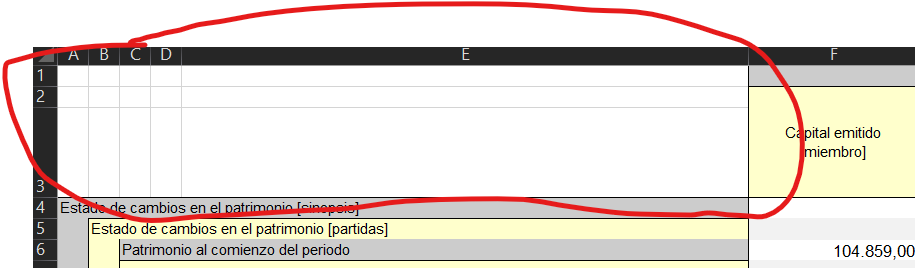 A B C D E F
1
2
Capital emitido
[miembro]
3
4 Estado de cambios en el patrimonio [sinopsis]
5 Estado de cambios en el patrimonio [partidas]
6 Patrimonio al comienzo del periodo 104.859,00